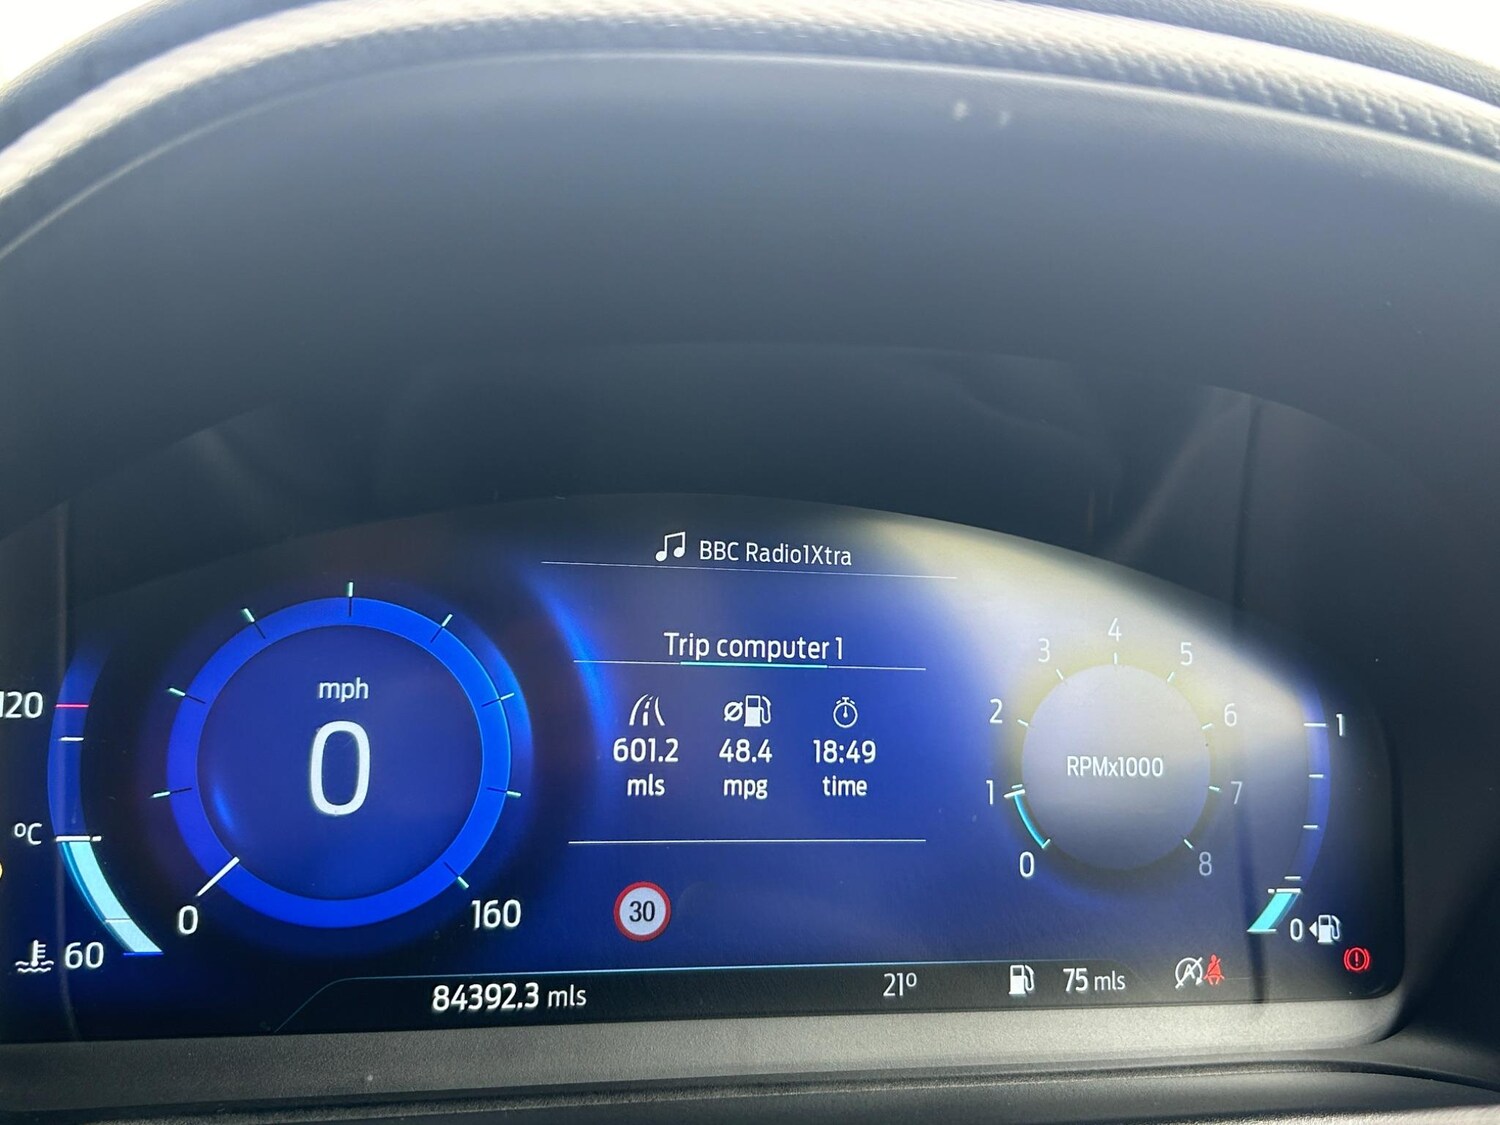 BBC Radio1Xtra
Trip computer 1
601.2 48.4 18:49
mls mpg time
mph
0
0 160
120
ºC
60
RPMx1000
0 1 2 3 4 5 6 7 8
1
0
30
84392.3 mls 21º 75 mls